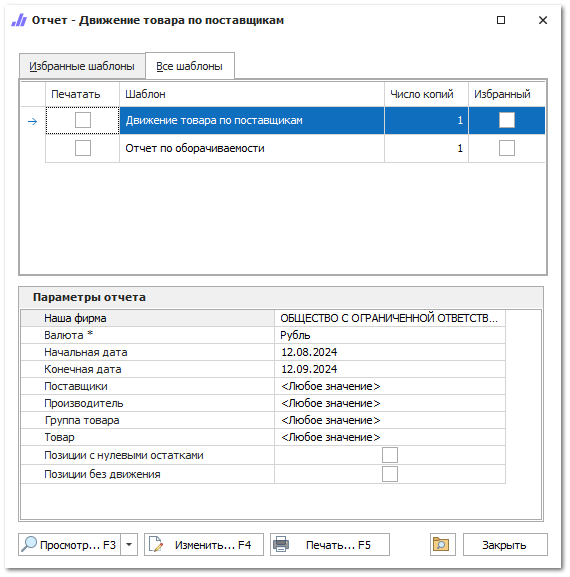 Отчет - Движение товара по поставщикам
Избранные шаблоны Все шаблоны
Печатать Шаблон Число копий Избранный
Движение товара по поставщикам 1
Отчет по оборачиваемости 1
Параметры отчета
Наша фирма ОБЩЕСТВО С ОГРАНИЧЕННОЙ ОТВЕТСТВ...
Валюта * Рубль
Начальная дата 12.08.2024
Конечная дата 12.09.2024
Поставщики <Любое значение>
Производитель <Любое значение>
Группа товара <Любое значение>
Товар <Любое значение>
Позиции с нулевыми остатками
Позиции без движения
Просмотр... F3 Изменить... F4 Печать... F5 Закрыть